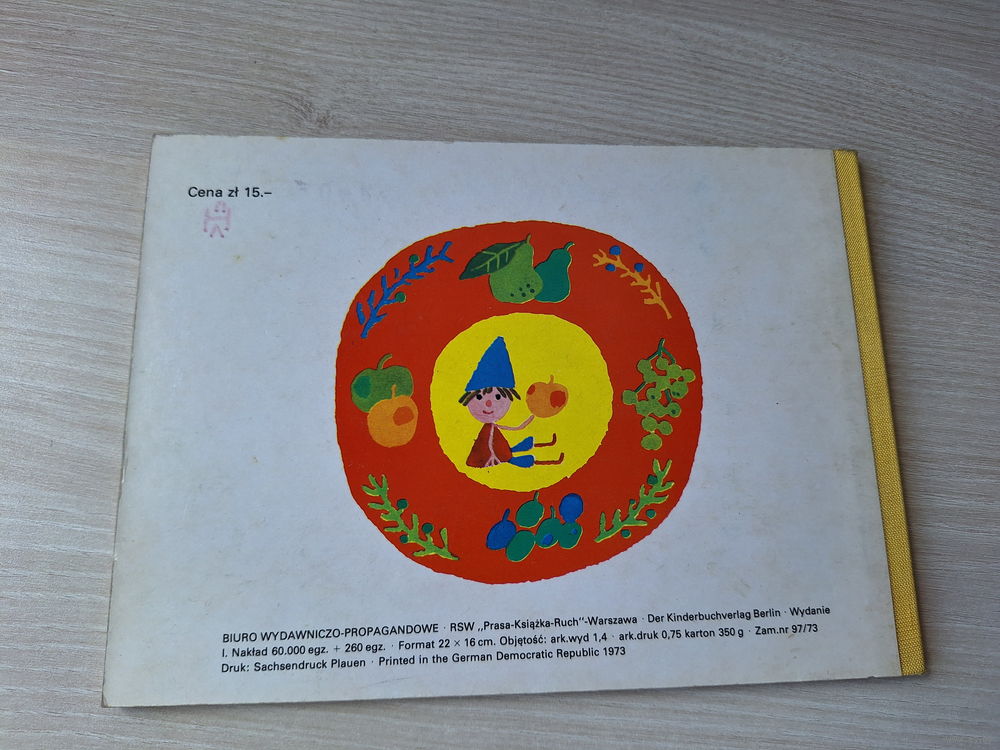 Cena zł 15.–
BIURO WYDAWNICZO-PROPAGANDOWE · RSW „Prasa-Książka-Ruch“-Warszawa · Der Kinderbuchverlag Berlin · Wydanie
I. Nakład 60.000 egz. + 260 egz. · Format 22 × 16 cm. Objętość: ark.wyd 1,4 · ark.druk 0,75 karton 350 g · Zam.nr 97/73
Druk: Sachsendruck Plauen · Printed in the German Democratic Republic 1973